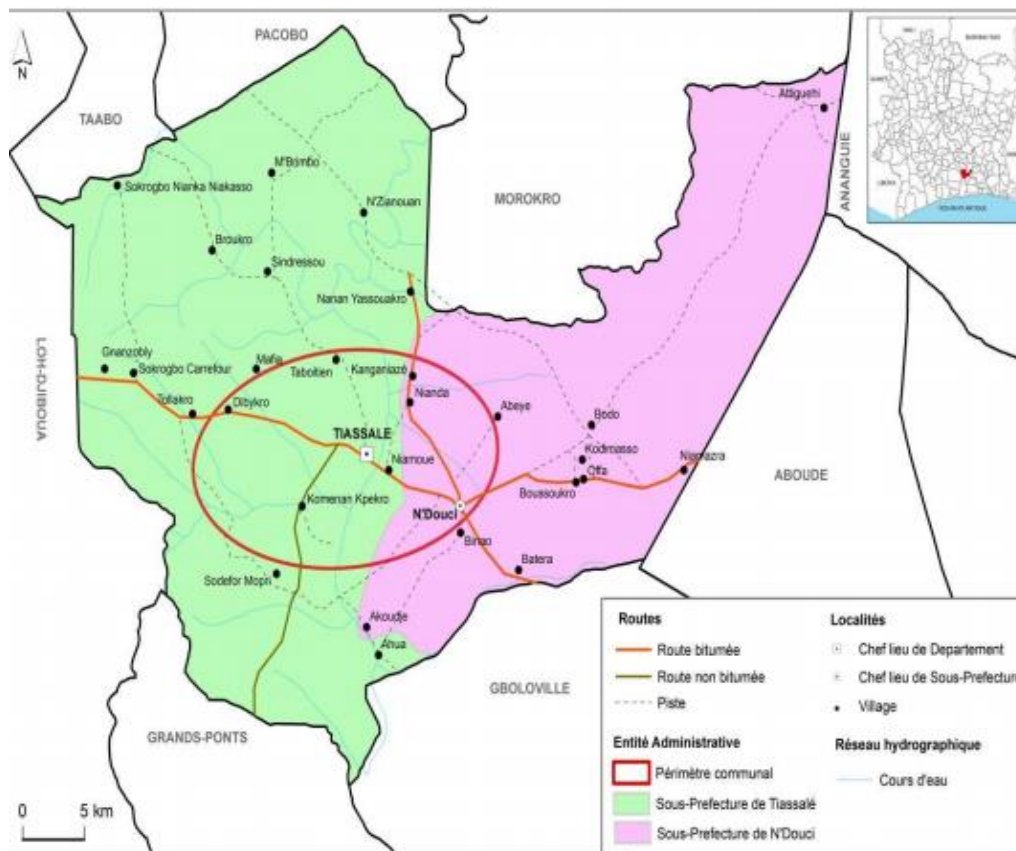 PACOBO
N
TAABO
Attiguehi
M'Brimbo
Sokrogbo Nianka Niakasso
ANANGUIE
MOROKRO
N'Zianouan
Broukro
Sindressou
Nanan Yassouakro
LOH-DJIBOUA
Gnanzobly
Sokrogbo Carrefour
Mafia
Taboitien
Kanganiazé
Nianda
Tollakro
Dibykro
Abeye
Bodo
TIASSALE
Niamoue
Kodimasso
Offa
Niamazra
ABOUDE
Boussoukro
Komenan Kpekro
N'Douci
Binao
Batera
Sodefor Mopri
Akoudje
Ahua
GBOLOVILLE
GRANDS-PONTS
0 5 km
Routes
Route bitumée
Route non bitumée
Piste
Entité Administrative
Périmètre communal
Sous-Prefecture de Tiassalé
Sous-Prefecture de N'Douci
Localités
Chef lieu de Departement
Chef lieu de Sous-Prefecture
Village
Réseau hydrographique
Cours d'eau